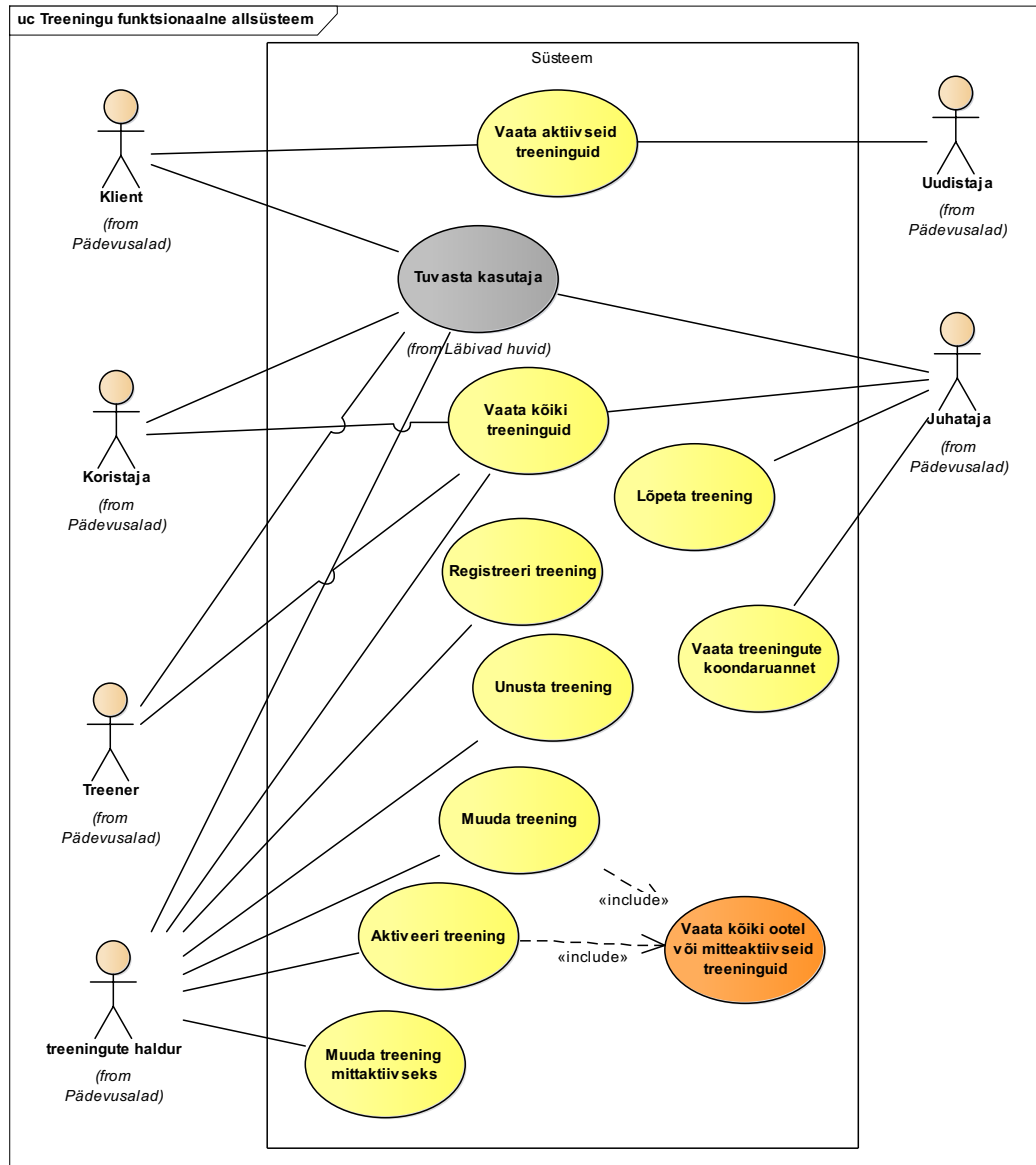 uc Treeningu funktsionaalne allsüsteem
Süsteem
Klient
(from
Pädevusalad)
Vaata aktiivseid
treeninguid
Uudistaja
(from
Pädevusalad)
Tuvasta kasutaja
(from Läbivad huvid)
Koristaja
(from
Pädevusalad)
Vaata kõiki
treeninguid
Juhataja
(from
Pädevusalad)
Lõpeta treening
Registreeri treening
Vaata treeningute
koondaruannet
Unusta treening
Treener
(from
Pädevusalad)
Muuda treening
«include»
Aktiveeri treening
«include»
Vaata kõiki ootel
või mitteaktiivseid
treeninguid
treeningute haldur
(from
Pädevusalad)
Muuda treening
mittaktiivseks